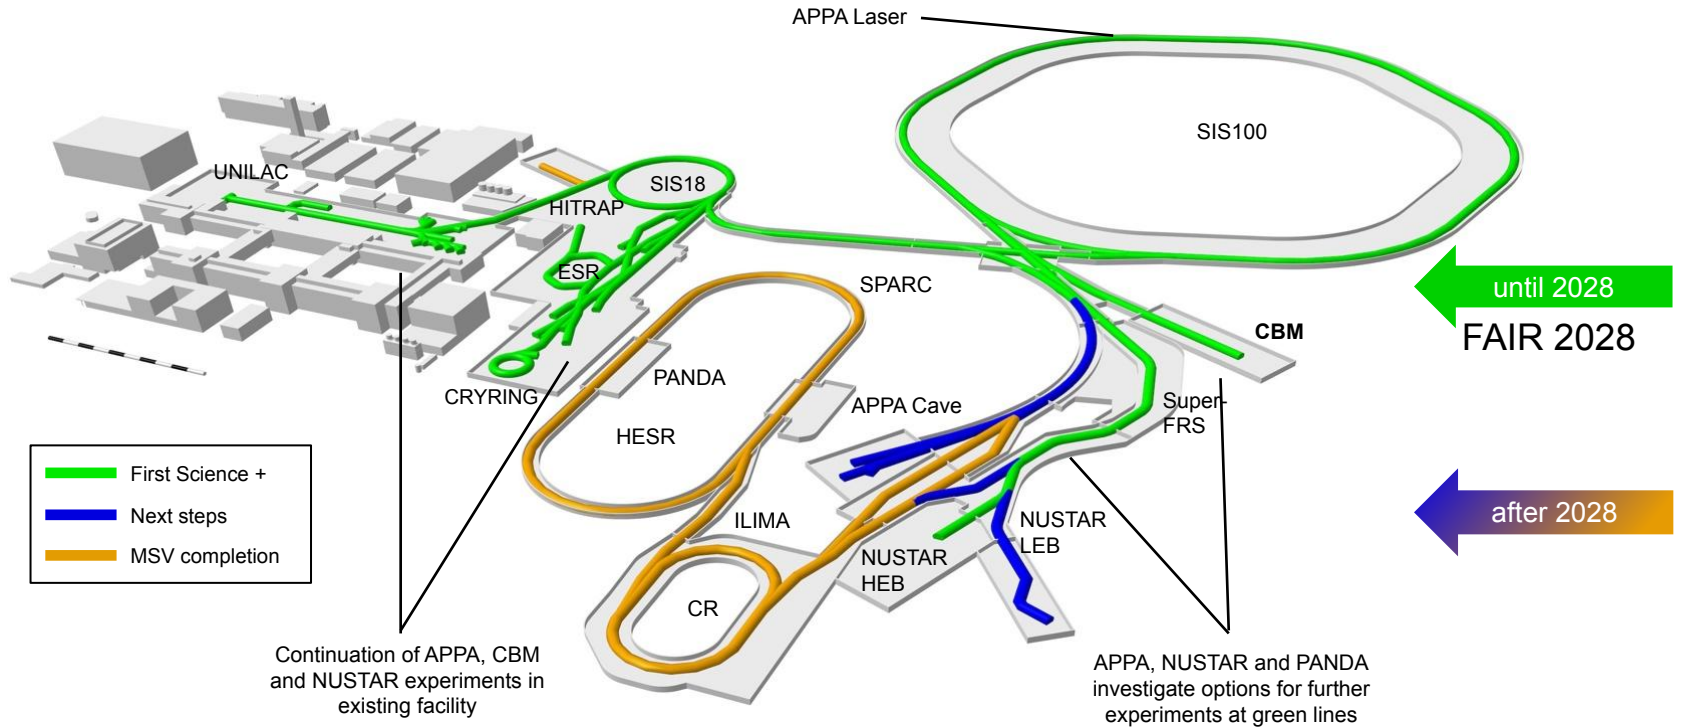 APPA Laser
SIS100
UNILAC
SIS18
HITRAP
ESR
SPARC
until 2028
FAIR 2028
CBM
PANDA
CRYRING
APPA Cave
Super-
FRS
HESR
First Science +
Next steps
MSV completion
ILIMA
NUSTAR
LEB
after 2028
NUSTAR
HEB
CR
Continuation of APPA, CBM
and NUSTAR experiments in
existing facility
APPA, NUSTAR and PANDA
investigate options for further
experiments at green lines